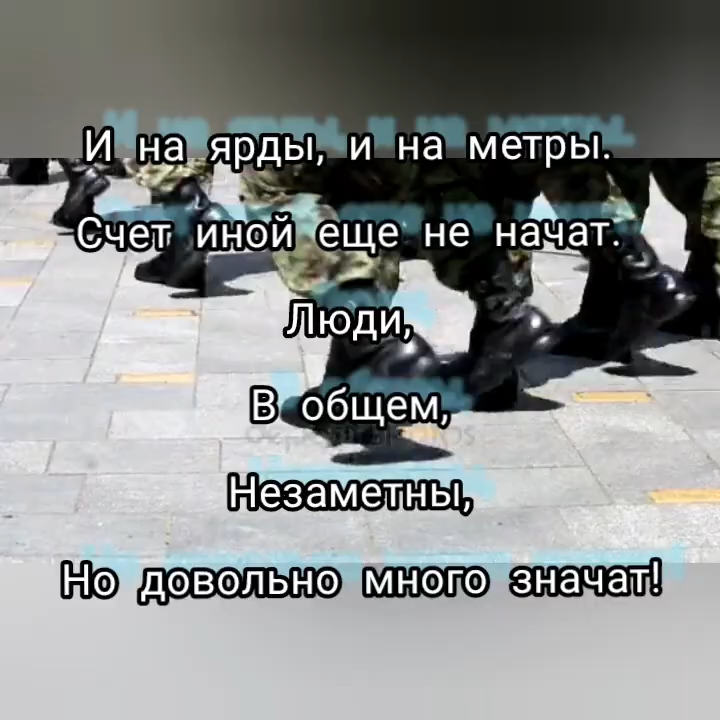 И на ярды, и на метры.
Счет иной еще не начат.
Люди,
В общем,
Незаметны,
Но довольно много значат!